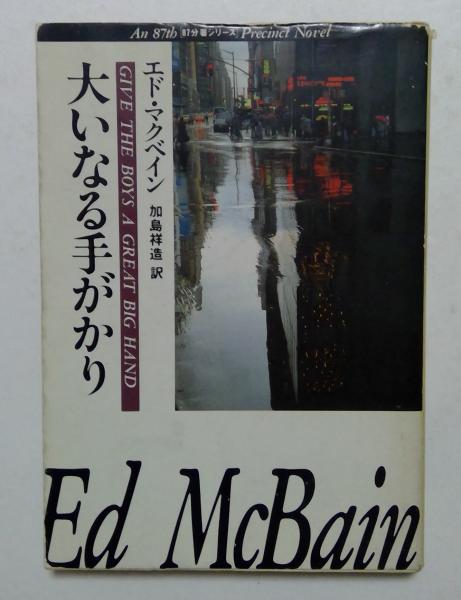 An 87th 87分署シリーズ Precinct Novel
エド・マクベイン 加島祥造 訳
GIVE THE BOYS A GREAT BIG HAND
大いなる手がかり
Ed McBain